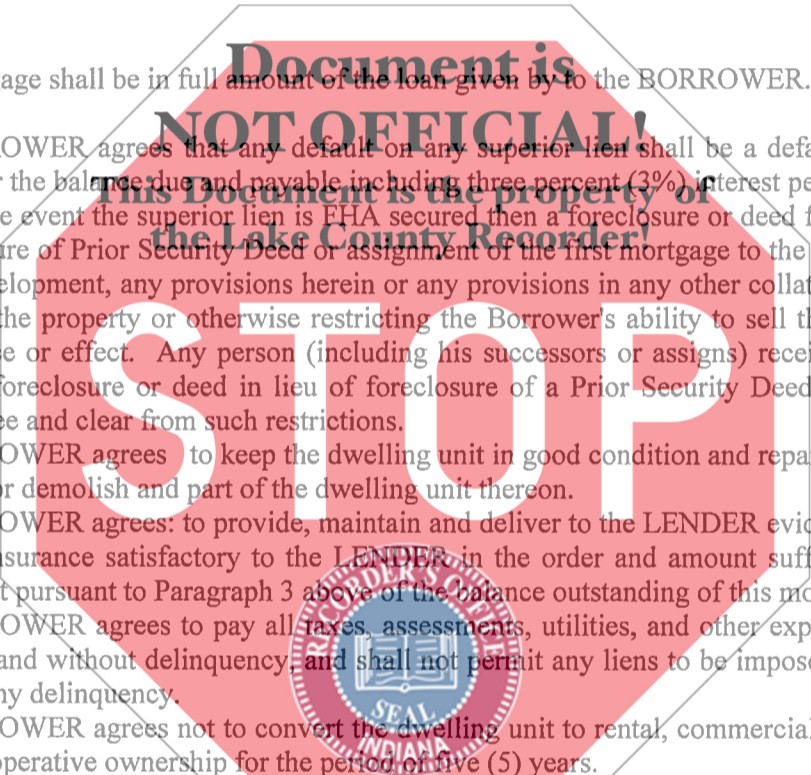 Document is
age shall be in full amount of the loan given by to the BORROWER.
NOT OFFICIAL!
OWER agrees that any default on any superior lien shall be a defa
r the balance due and payable including three percent (3%) interest pe
This Document is the property of
e event the superior lien is FHA secured then a foreclosure or deed f
the Lake County Recorder!
ure of Prior Security Deed or assignment of the first mortgage to the
elopment, any provisions herein or any provisions in any other collat
the property or otherwise restricting the Borrower's ability to sell th
e or effect. Any person (including his successors or assigns) recei
foreclosure or deed in lieu of foreclosure of a Prior Security Deed
ee and clear from such restrictions.
STOP
OWER agrees to keep the dwelling unit in good condition and repa
r demolish and part of the dwelling unit thereon.
OWER agrees: to provide, maintain and deliver to the LENDER evid
nsurance satisfactory to the LENDER in the order and amount suff
t pursuant to Paragraph 3 above of the balance outstanding of this mo
OWER agrees to pay all taxes, assessments, utilities, and other exp
and without delinquency, and shall not permit any liens to be impose
ny delinquency.
OWER agrees not to convert the dwelling unit to rental, commercial
operative ownership for the period of five (5) years.
RECORDER'S OFFICE
SEAL
INDIANA